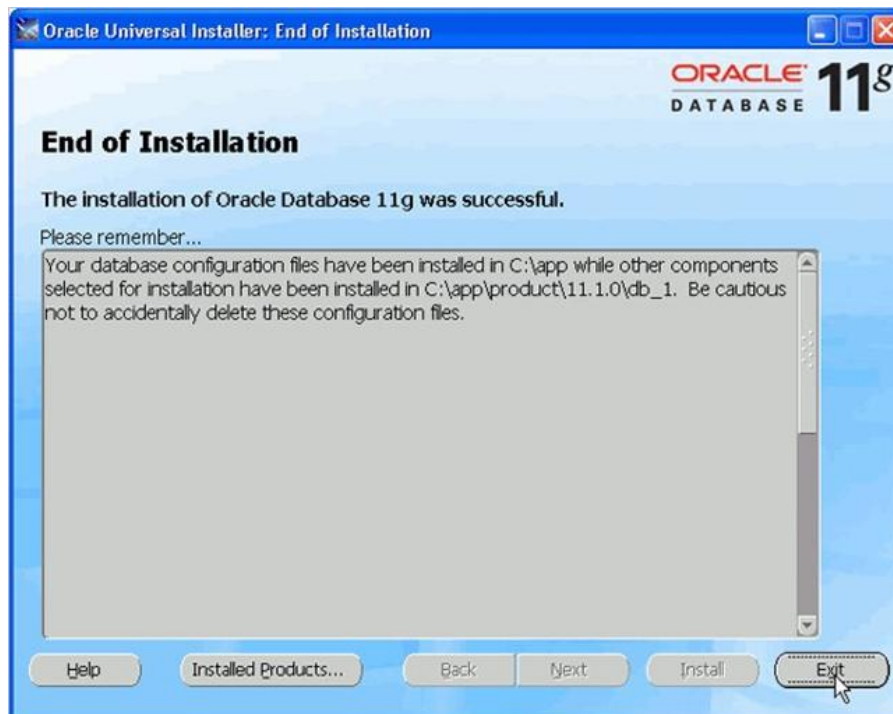 Oracle Universal Installer: End of Installation
ORACLE
DATABASE 11g
End of Installation
The installation of Oracle Database 11g was successful.
Please remember...
Your database configuration files have been installed in C:\app while other components
selected for installation have been installed in C:\app\product\11.1.0\db_1. Be cautious
not to accidentally delete these configuration files.
Help Installed Products... Back Next Install Exit